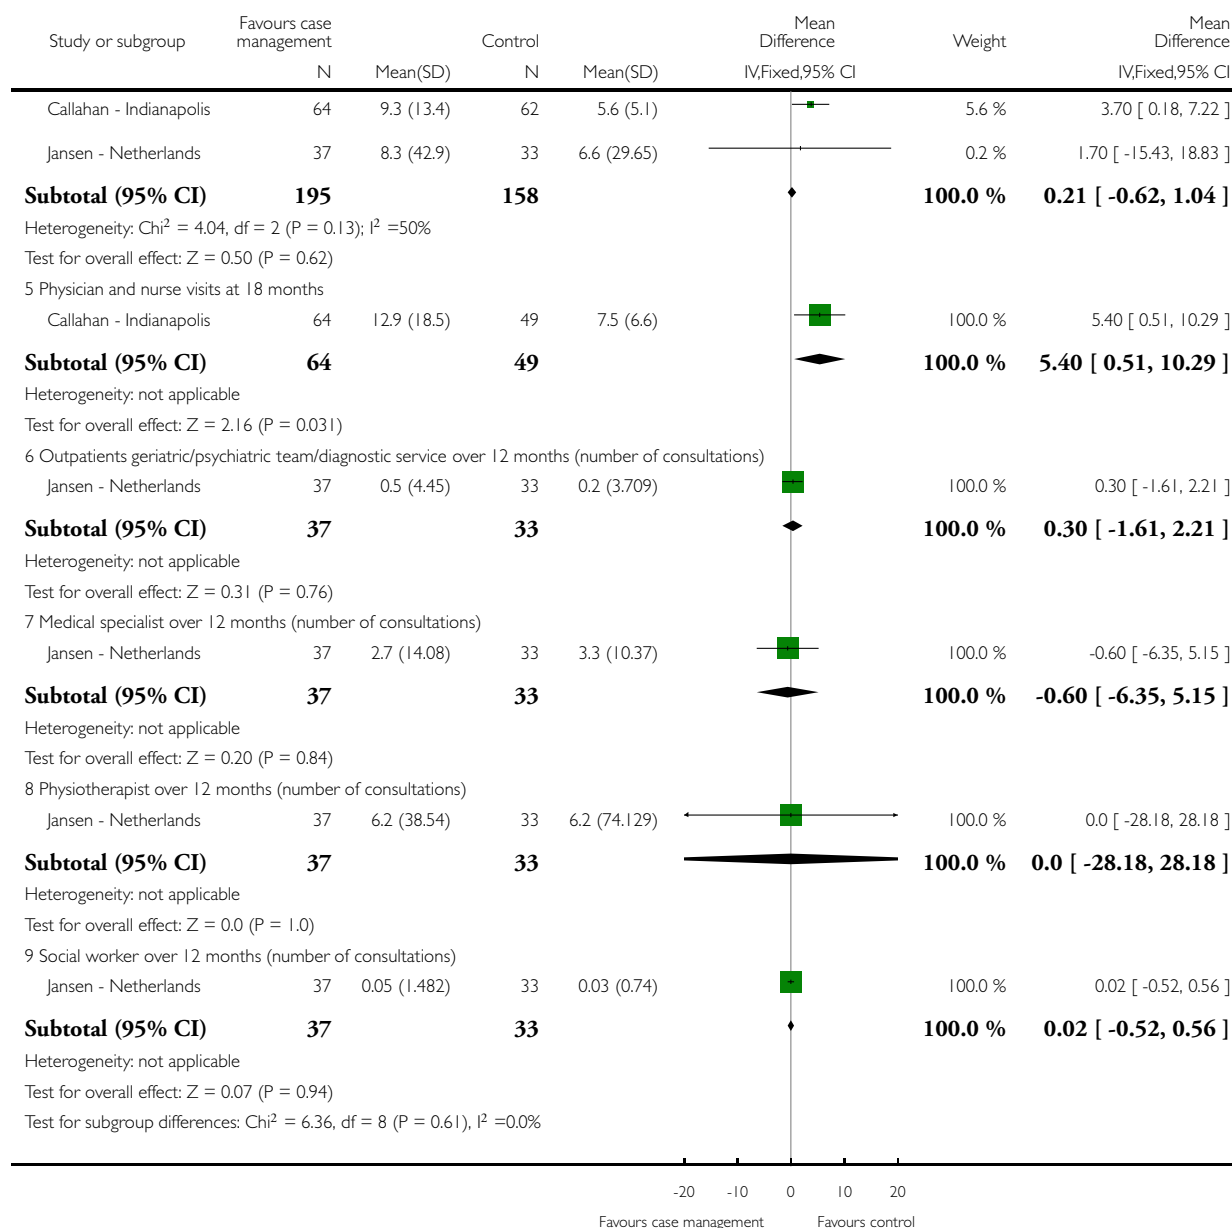 Study or subgroup Favours case management Control Mean Difference Weight Mean Difference
N Mean(SD) N Mean(SD) IV,Fixed,95% CI IV,Fixed,95% CI
Callahan - Indianapolis 64 9.3 (13.4) 62 5.6 (5.1) 5.6 % 3.70 [ 0.18, 7.22 ]
Jansen - Netherlands 37 8.3 (42.9) 33 6.6 (29.65) 0.2 % 1.70 [ -15.43, 18.83 ]
Subtotal (95% CI) 195 158 100.0 % 0.21 [ -0.62, 1.04 ]
Heterogeneity: Chi² = 4.04, df = 2 (P = 0.13); I² =50%
Test for overall effect: Z = 0.50 (P = 0.62)
5 Physician and nurse visits at 18 months
Callahan - Indianapolis 64 12.9 (18.5) 49 7.5 (6.6) 100.0 % 5.40 [ 0.51, 10.29 ]
Subtotal (95% CI) 64 49 100.0 % 5.40 [ 0.51, 10.29 ]
Heterogeneity: not applicable
Test for overall effect: Z = 2.16 (P = 0.031)
6 Outpatients geriatric/psychiatric team/diagnostic service over 12 months (number of consultations)
Jansen - Netherlands 37 0.5 (4.45) 33 0.2 (3.709) 100.0 % 0.30 [ -1.61, 2.21 ]
Subtotal (95% CI) 37 33 100.0 % 0.30 [ -1.61, 2.21 ]
Heterogeneity: not applicable
Test for overall effect: Z = 0.31 (P = 0.76)
7 Medical specialist over 12 months (number of consultations)
Jansen - Netherlands 37 2.7 (14.08) 33 3.3 (10.37) 100.0 % -0.60 [ -6.35, 5.15 ]
Subtotal (95% CI) 37 33 100.0 % -0.60 [ -6.35, 5.15 ]
Heterogeneity: not applicable
Test for overall effect: Z = 0.20 (P = 0.84)
8 Physiotherapist over 12 months (number of consultations)
Jansen - Netherlands 37 6.2 (38.54) 33 6.2 (74.129) 100.0 % 0.0 [ -28.18, 28.18 ]
Subtotal (95% CI) 37 33 100.0 % 0.0 [ -28.18, 28.18 ]
Heterogeneity: not applicable
Test for overall effect: Z = 0.0 (P = 1.0)
9 Social worker over 12 months (number of consultations)
Jansen - Netherlands 37 0.05 (1.482) 33 0.03 (0.74) 100.0 % 0.02 [ -0.52, 0.56 ]
Subtotal (95% CI) 37 33 100.0 % 0.02 [ -0.52, 0.56 ]
Heterogeneity: not applicable
Test for overall effect: Z = 0.07 (P = 0.94)
Test for subgroup differences: Chi² = 6.36, df = 8 (P = 0.61), I² =0.0%
-20 -10 0 10 20
Favours case management Favours control